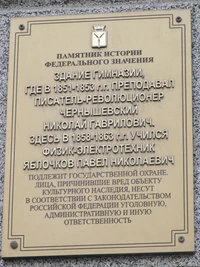 ПАМЯТНИК ИСТОРИИ
ФЕДЕРАЛЬНОГО ЗНАЧЕНИЯ
ЗДАНИЕ ГИМНАЗИИ,
ГДЕ В 1851-1853 г.г. ПРЕПОДАВАЛ
ПИСАТЕЛЬ-РЕВОЛЮЦИОНЕР
ЧЕРНЫШЕВСКИЙ
НИКОЛАЙ ГАВРИЛОВИЧ.
ЗДЕСЬ В 1858-1863 г.г. УЧИЛСЯ
ФИЗИК-ЭЛЕКТРОТЕХНИК
ЯБЛОЧКОВ ПАВЕЛ НИКОЛАЕВИЧ
ПОДЛЕЖИТ ГОСУДАРСТВЕННОЙ ОХРАНЕ.
ЛИЦА, ПРИЧИНИВШИЕ ВРЕД ОБЪЕКТУ
КУЛЬТУРНОГО НАСЛЕДИЯ, НЕСУТ
В СООТВЕТСТВИИ С ЗАКОНОДАТЕЛЬСТВОМ
РОССИЙСКОЙ ФЕДЕРАЦИИ УГОЛОВНУЮ,
АДМИНИСТРАТИВНУЮ И ИНУЮ
ОТВЕТСТВЕННОСТЬ